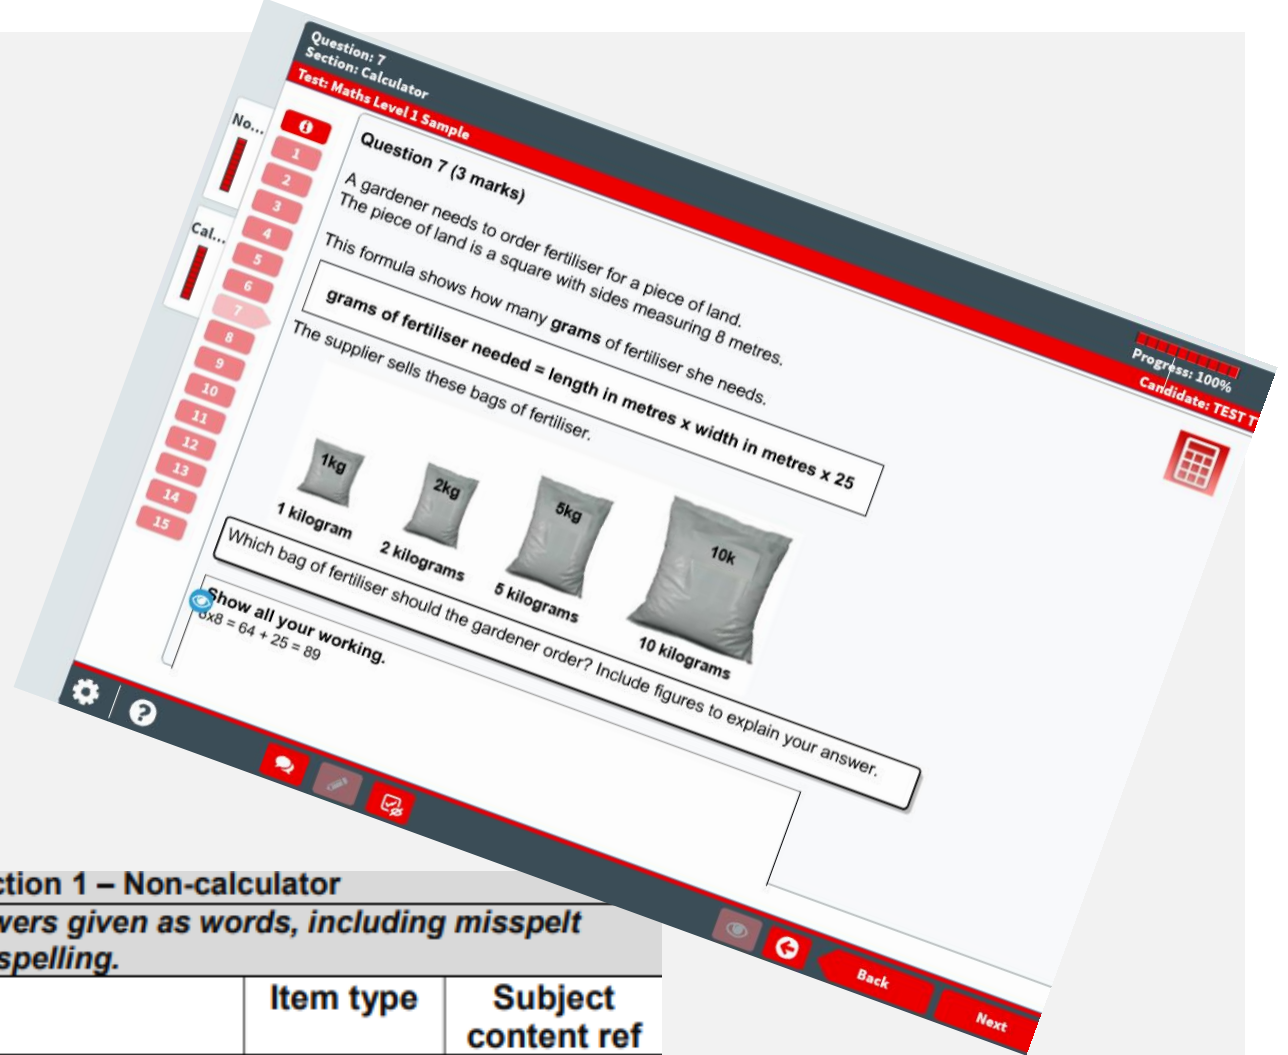 Question: 7
Section: Calculator
Test: Maths Level 1 Sample
Progress: 100%
Candidate: TEST T
No...
Cal...
1
2
3
4
5
6
7
8
9
10
11
12
13
14
15
Question 7 (3 marks)
A gardener needs to order fertiliser for a piece of land.
The piece of land is a square with sides measuring 8 metres.
This formula shows how many grams of fertiliser she needs.
grams of fertiliser needed = length in metres x width in metres x 25
The supplier sells these bags of fertiliser.
1kg
2kg
5kg
10k
1 kilogram
2 kilograms
5 kilograms
10 kilograms
Which bag of fertiliser should the gardener order? Include figures to explain your answer.
Show all your working.
8x8 = 64 + 25 = 89
Back
Next
ction 1 – Non-calculator
wers given as words, including misspelt
spelling.
Item type
Subject
content ref